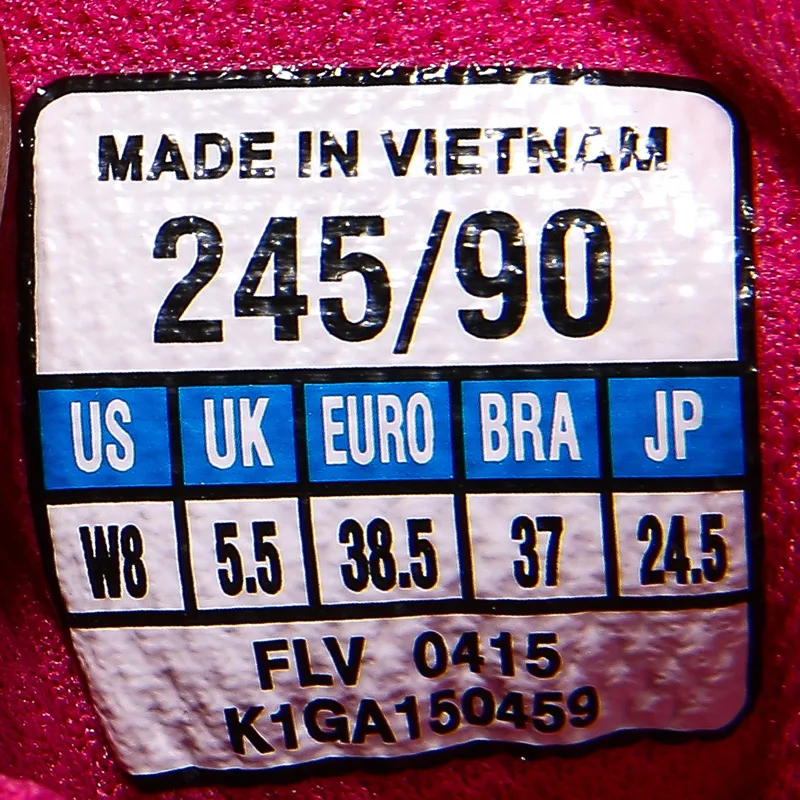 MADE IN VIETNAM
245/90
US UK EURO BRA JP
W8 5.5 38.5 37 24.5
FLV 0415
K1GA150459